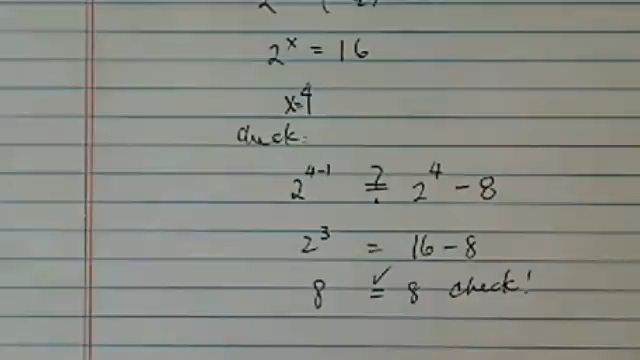 2^x = 16
x=4
check:
2^4-1 ≟ 2^4 - 8
2^3 = 16 - 8
8 = ✓ 8 check!